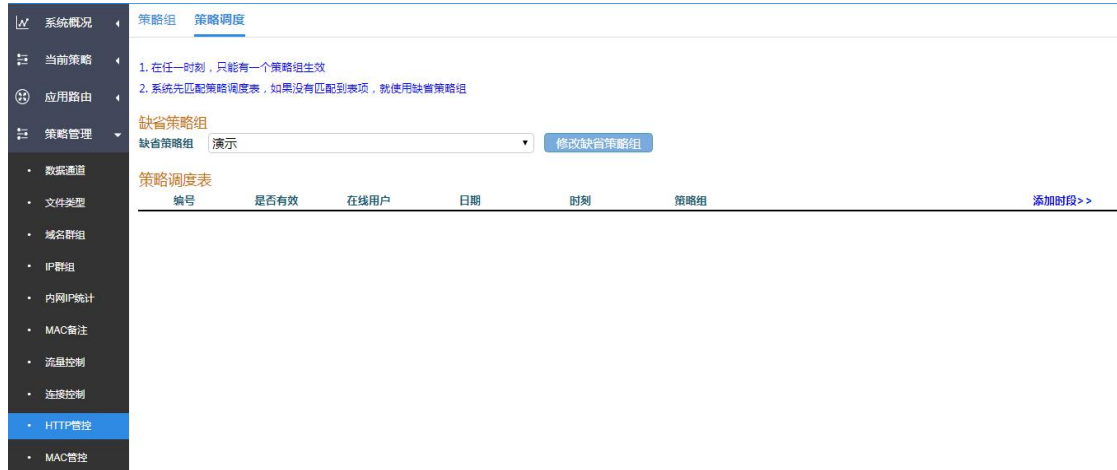 系统概况
当前策略
应用路由
策略管理
数据通道
文件类型
域名群组
IP群组
内网IP统计
MAC备注
流量控制
连接控制
HTTP管控
MAC管控
策略组 策略调度
1. 在任一时刻，只能有一个策略组生效
2. 系统先匹配策略调度表，如果没有匹配到表项，就使用缺省策略组
缺省策略组
缺省策略组 演示 修改缺省策略组
策略调度表
编号 是否有效 在线用户 日期 时刻 策略组 添加时段>>